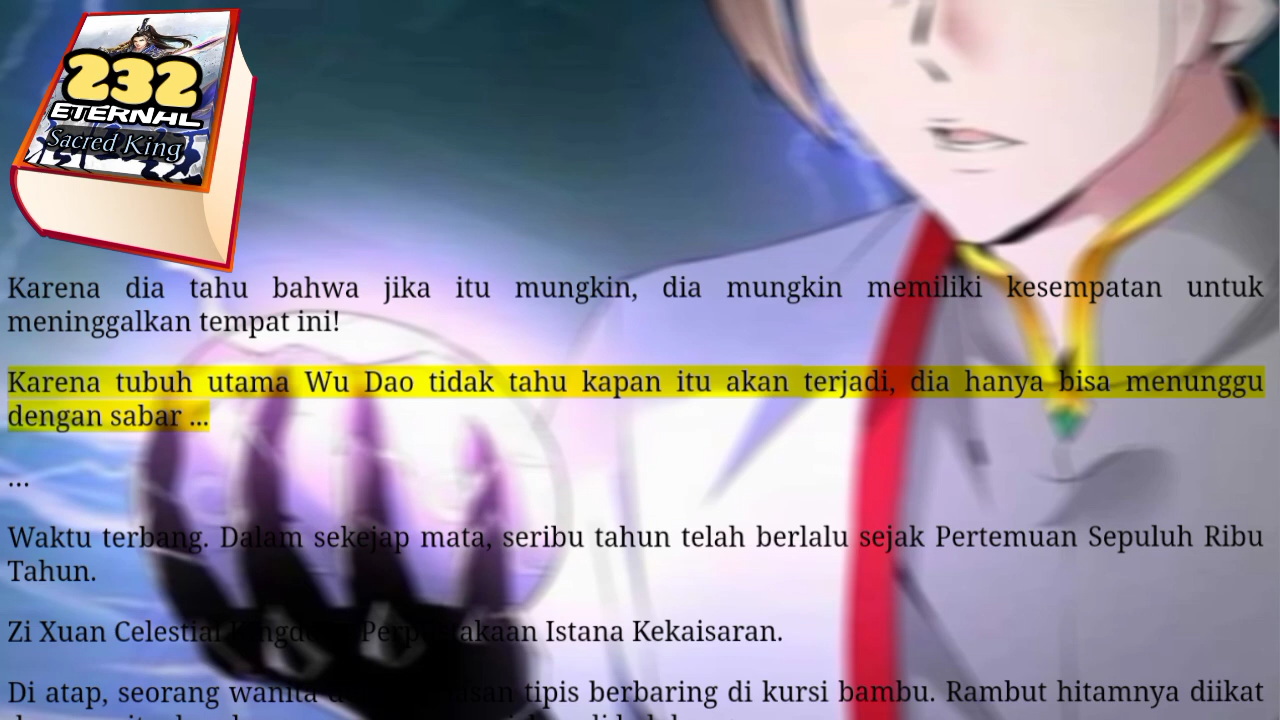 232
ETERNAL
Sacred King
Karena dia tahu bahwa jika itu mungkin, dia mungkin memiliki kesempatan untuk
meninggalkan tempat ini!
Karena tubuh utama Wu Dao tidak tahu kapan itu akan terjadi, dia hanya bisa menunggu
dengan sabar ...
...
Waktu terbang. Dalam sekejap mata, seribu tahun telah berlalu sejak Pertemuan Sepuluh Ribu
Tahun.
Zi Xuan Celestial Kingdom, Perpustakaan Istana Kekaisaran.
Di atap, seorang wanita tipis berbaring di kursi bambu. Rambut hitamnya diikat